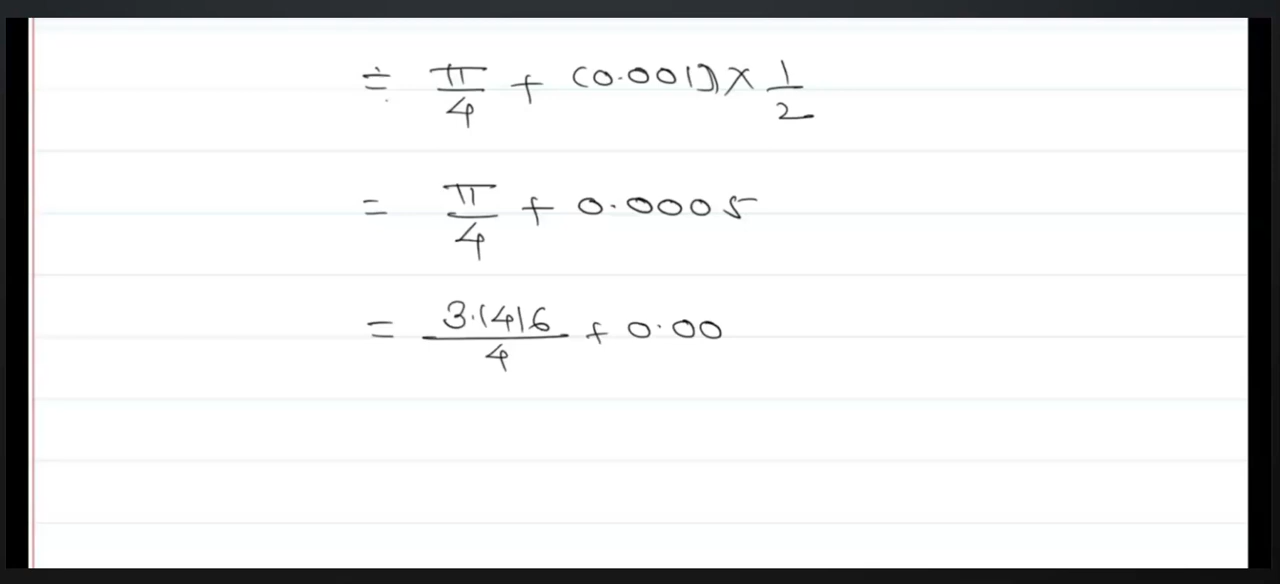 ≑ π/4 + (0.001) × 1/2
= π/4 + 0.0005
= 3.1416/4 + 0.00